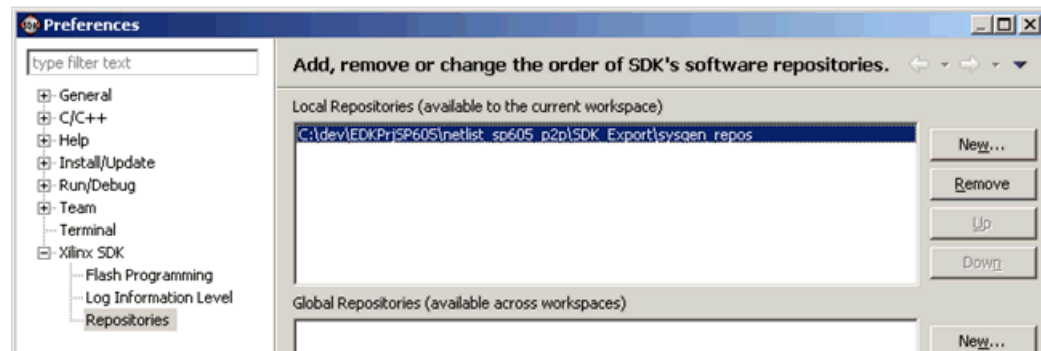 Preferences
type filter text
General
C/C++
Help
Install/Update
Run/Debug
Team
Terminal
Xilinx SDK
Flash Programming
Log Information Level
Repositories
Add, remove or change the order of SDK's software repositories.
Local Repositories (available to the current workspace)
C:\dev\EDKPrjSP605\netlist_sp605_p2p\SDK_Export\sysgen_repos
New...
Remove
Up
Down
Global Repositories (available across workspaces)
New...